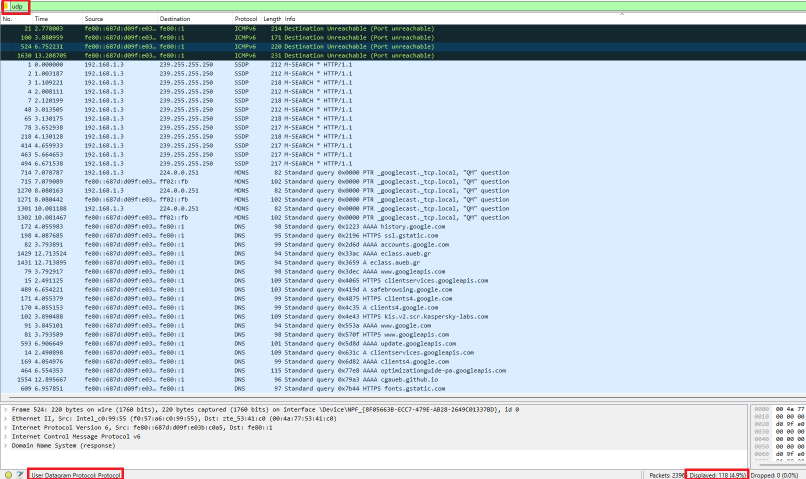 udp
No. Time Source Destination Protocol Length Info
21 2.778003 fe80::687d:d09f:e03… fe80::1 ICMPv6 214 Destination Unreachable (Port unreachable)
100 3.880959 fe80::687d:d09f:e03… fe80::1 ICMPv6 171 Destination Unreachable (Port unreachable)
524 6.752231 fe80::687d:d09f:e03… fe80::1 ICMPv6 220 Destination Unreachable (Port unreachable)
1630 13.208705 fe80::687d:d09f:e03… fe80::1 ICMPv6 231 Destination Unreachable (Port unreachable)
1 0.000000 192.168.1.3 239.255.255.250 SSDP 212 M-SEARCH * HTTP/1.1
2 1.003187 192.168.1.3 239.255.255.250 SSDP 212 M-SEARCH * HTTP/1.1
3 1.109221 192.168.1.3 239.255.255.250 SSDP 218 M-SEARCH * HTTP/1.1
4 2.008111 192.168.1.3 239.255.255.250 SSDP 212 M-SEARCH * HTTP/1.1
7 2.120199 192.168.1.3 239.255.255.250 SSDP 218 M-SEARCH * HTTP/1.1
48 3.013505 192.168.1.3 239.255.255.250 SSDP 212 M-SEARCH * HTTP/1.1
65 3.130175 192.168.1.3 239.255.255.250 SSDP 218 M-SEARCH * HTTP/1.1
78 3.652938 192.168.1.3 239.255.255.250 SSDP 217 M-SEARCH * HTTP/1.1
218 4.130128 192.168.1.3 239.255.255.250 SSDP 218 M-SEARCH * HTTP/1.1
414 4.659933 192.168.1.3 239.255.255.250 SSDP 217 M-SEARCH * HTTP/1.1
463 5.664653 192.168.1.3 239.255.255.250 SSDP 217 M-SEARCH * HTTP/1.1
494 6.671538 192.168.1.3 239.255.255.250 SSDP 217 M-SEARCH * HTTP/1.1
714 7.078787 192.168.1.3 224.0.0.251 MDNS 82 Standard query 0x0000 PTR _googlecast._tcp.local, "QM" question
715 7.079089 fe80::687d:d09f:e03… ff02::fb MDNS 102 Standard query 0x0000 PTR _googlecast._tcp.local, "QM" question
1270 8.080163 192.168.1.3 224.0.0.251 MDNS 82 Standard query 0x0000 PTR _googlecast._tcp.local, "QM" question
1271 8.080442 fe80::687d:d09f:e03… ff02::fb MDNS 102 Standard query 0x0000 PTR _googlecast._tcp.local, "QM" question
1301 10.081188 192.168.1.3 224.0.0.251 MDNS 82 Standard query 0x0000 PTR _googlecast._tcp.local, "QM" question
1302 10.081467 fe80::687d:d09f:e03… ff02::fb MDNS 102 Standard query 0x0000 PTR _googlecast._tcp.local, "QM" question
172 4.055983 fe80::687d:d09f:e03… fe80::1 DNS 98 Standard query 0x1223 AAAA history.google.com
198 4.087685 fe80::687d:d09f:e03… fe80::1 DNS 95 Standard query 0x2196 HTTPS ssl.gstatic.com
82 3.793891 fe80::687d:d09f:e03… fe80::1 DNS 99 Standard query 0x2d6d AAAA accounts.google.com
1429 12.713524 fe80::687d:d09f:e03… fe80::1 DNS 94 Standard query 0x33ac AAAA eclass.aueb.gr
1431 12.713895 fe80::687d:d09f:e03… fe80::1 DNS 94 Standard query 0x3659 A eclass.aueb.gr
79 3.792917 fe80::687d:d09f:e03… fe80::1 DNS 98 Standard query 0x3dec AAAA www.googleapis.com
15 2.491125 fe80::687d:d09f:e03… fe80::1 DNS 109 Standard query 0x4065 HTTPS clientservices.googleapis.com
489 6.654221 fe80::687d:d09f:e03… fe80::1 DNS 103 Standard query 0x419d A safebrowsing.google.com
171 4.055379 fe80::687d:d09f:e03… fe80::1 DNS 99 Standard query 0x4875 HTTPS clients4.google.com
170 4.055153 fe80::687d:d09f:e03… fe80::1 DNS 99 Standard query 0x4c35 A clients4.google.com
102 3.890488 fe80::687d:d09f:e03… fe80::1 DNS 109 Standard query 0x4e43 HTTPS kis.v2.scr.kaspersky-labs.com
91 3.845101 fe80::687d:d09f:e03… fe80::1 DNS 94 Standard query 0x553a AAAA www.google.com
81 3.793589 fe80::687d:d09f:e03… fe80::1 DNS 98 Standard query 0x570f HTTPS www.googleapis.com
593 6.906649 fe80::687d:d09f:e03… fe80::1 DNS 101 Standard query 0x5d8d AAAA update.googleapis.com
14 2.490898 fe80::687d:d09f:e03… fe80::1 DNS 109 Standard query 0x631c A clientservices.googleapis.com
169 4.054976 fe80::687d:d09f:e03… fe80::1 DNS 99 Standard query 0x6d82 AAAA clients4.google.com
464 6.54353 fe80::687d:d09f:e03… fe80::1 DNS 115 Standard query 0x77e8 AAAA optimizationguide-pa.googleapis.com
1554 12.895667 fe80::687d:d09f:e03… fe80::1 DNS 96 Standard query 0x79a3 AAAA cgaueb.github.io
609 6.957851 fe80::687d:d09f:e03… fe80::1 DNS 97 Standard query 0x7b44 HTTPS fonts.gstatic.com
Frame 524: 220 bytes on wire (1760 bits), 220 bytes captured (1760 bits) on interface \Device\NPF_{8F05663B-ECC7-479E-AB28-2649C01337BD}, id 0
Ethernet II, Src: Intel_c0:99:55 (f0:57:a6:c0:99:55), Dst: zte_53:41:c0 (00:4a:77:53:41:c0)
Internet Protocol Version 6, Src: fe80::687d:d09f:e03b:c0a5, Dst: fe80::1
Internet Control Message Protocol v6
Domain Name System (response)
0000 00 4a 77
0010 00 00 00
0020 d0 9f e0
0030 00 00 00
0040 00 00 00
0050 00 00 00
0060 d0 9f e0
User Datagram Protocol: Protocol
Packets: 2396
Displayed: 118 (4.9%)
Dropped: 0 (0.0%)